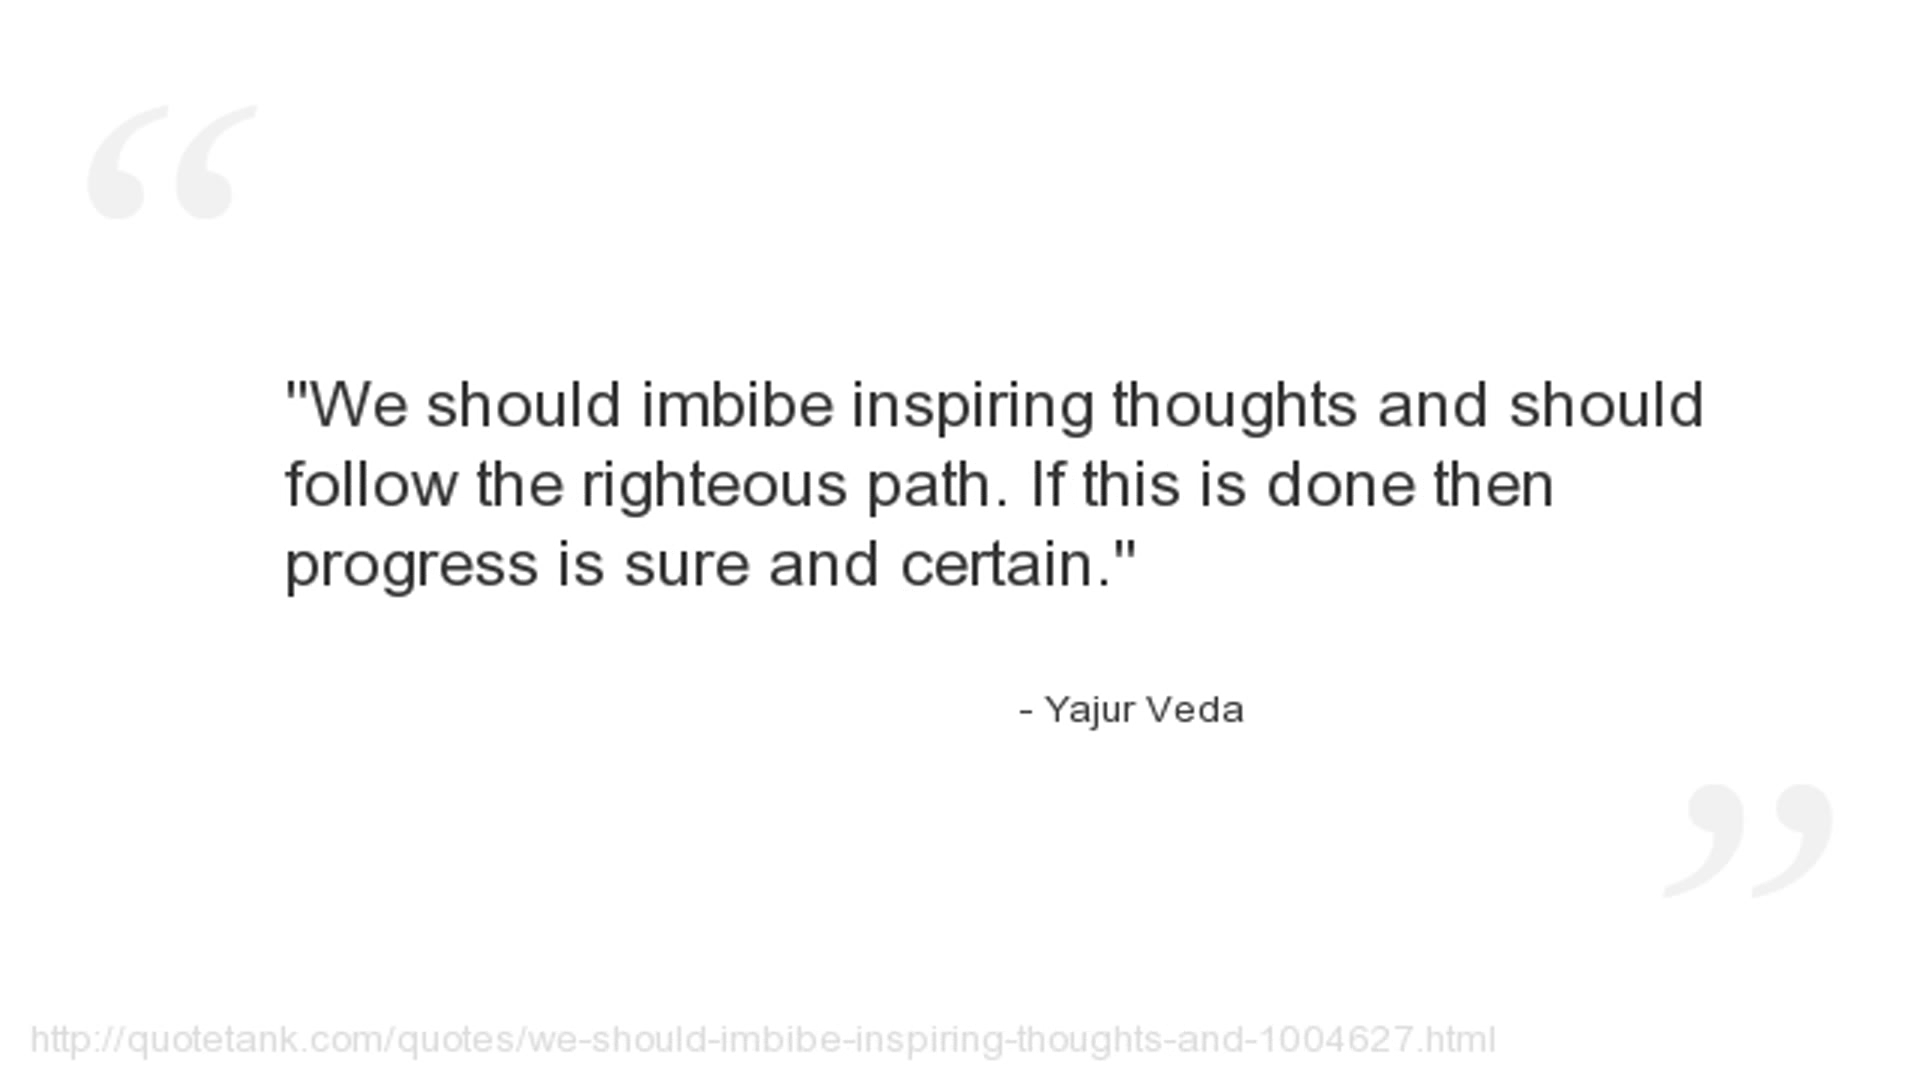 "We should imbibe inspiring thoughts and should
follow the righteous path. If this is done then
progress is sure and certain."
- Yajur Veda
http://quotetank.com/quotes/we-should-imbibe-inspiring-thoughts-and-1004627.html